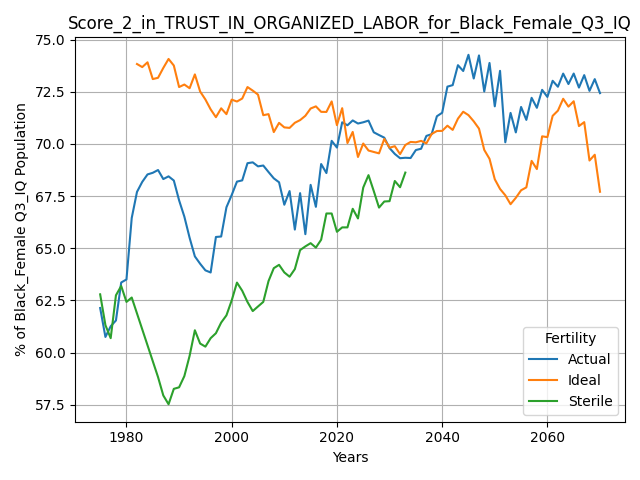 Score_2_in_TRUST_IN_ORGANIZED_LABOR_for_Black_Female_Q3_IQ
% of Black_Female Q3_IQ Population
75.0
72.5
70.0
67.5
65.0
62.5
60.0
57.5
Fertility
Actual
Ideal
Sterile
1980
2000
2020
2040
2060
Years